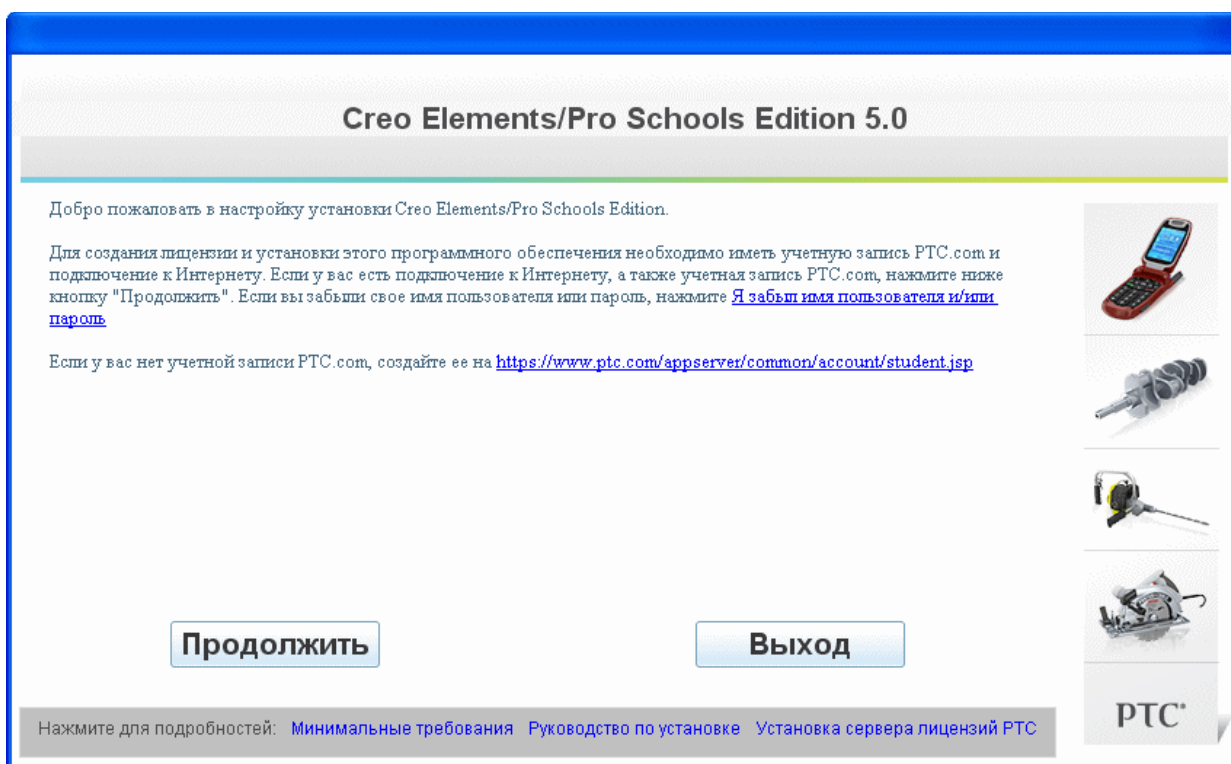 Creo Elements/Pro Schools Edition 5.0
Добро пожаловать в настройку установки Creo Elements/Pro Schools Edition.
Для создания лицензии и установки этого программного обеспечения необходимо иметь учетную запись PTC.com и
подключение к Интернету. Если у вас есть подключение к Интернету, а также учетная запись PTC.com, нажмите ниже
кнопку "Продолжить". Если вы забыли свое имя пользователя или пароль, нажмите Я забыл имя пользователя и/или
пароль
Если у вас нет учетной записи PTC.com, создайте ее на https://www.ptc.com/appserver/common/account/student.jsp
Продолжить
Выход
PTC
Нажмите для подробностей: Минимальные требования Руководство по установке Установка сервера лицензий PTC